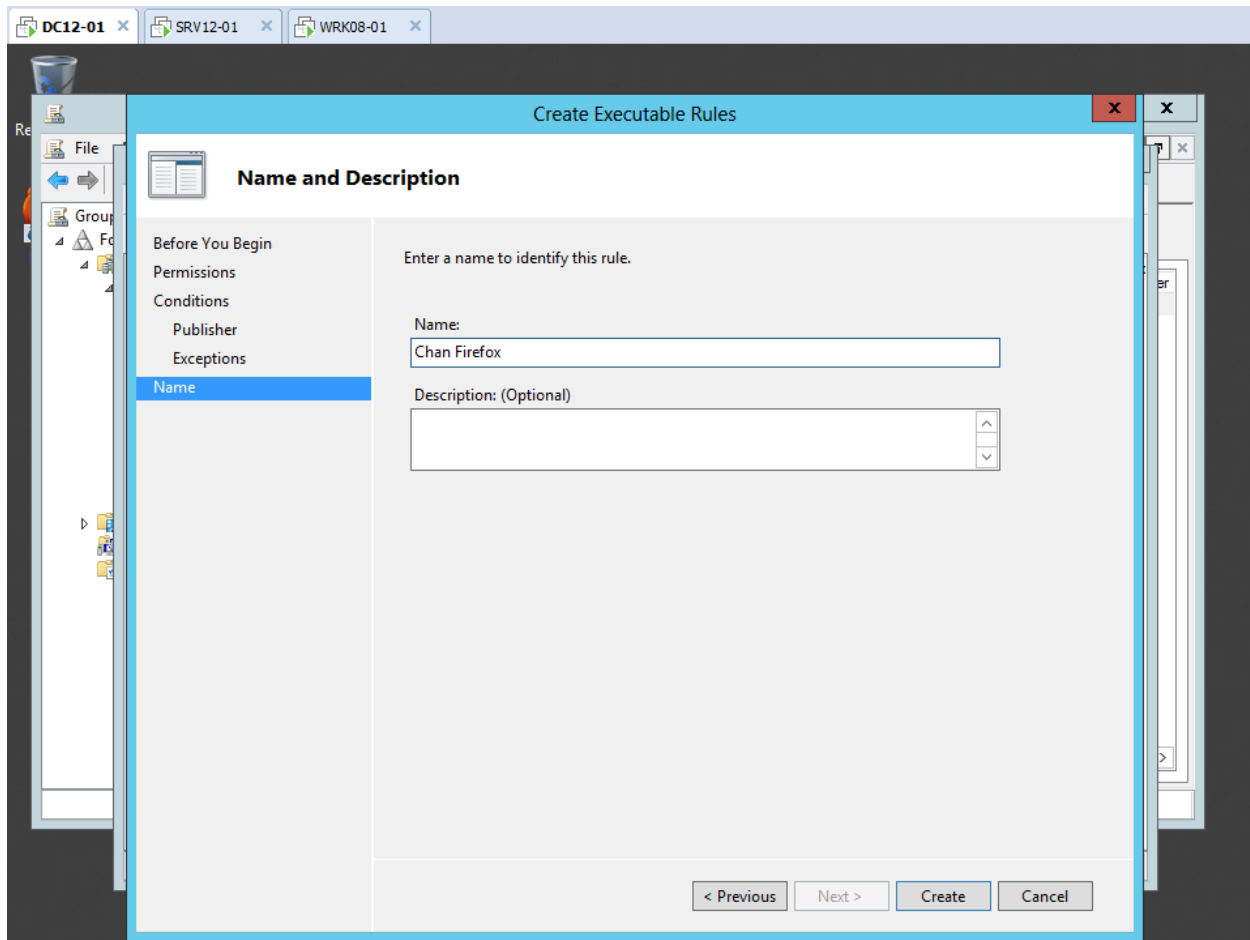 DC12-01
SRV12-01
WRK08-01
Create Executable Rules
File
Name and Description
Before You Begin
Permissions
Conditions
Publisher
Exceptions
Name
Enter a name to identify this rule.
Name:
Chan Firefox
Description: (Optional)
< Previous
Next >
Create
Cancel